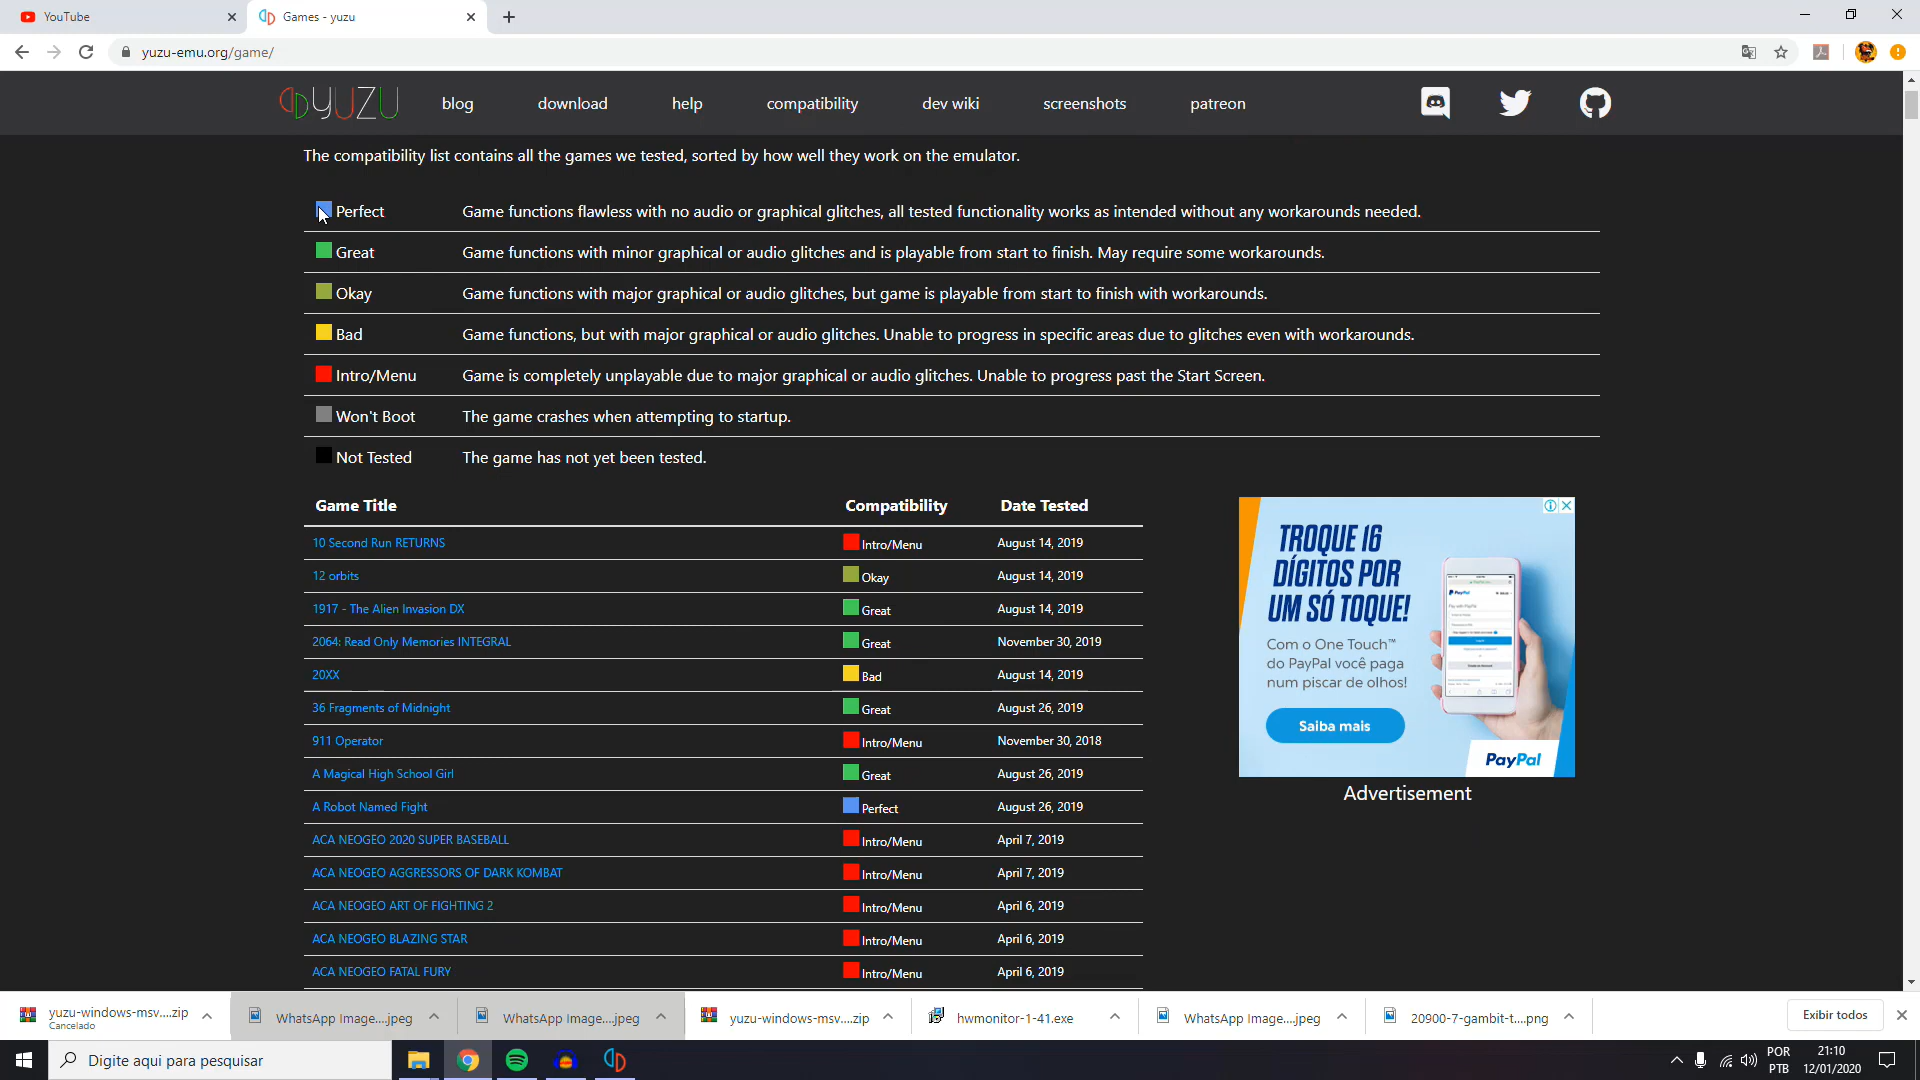 YouTube
Games - yuzu
yuzu-emu.org/game/
YUZU
blog
download
help
compatibility
dev wiki
screenshots
patreon
The compatibility list contains all the games we tested, sorted by how well they work on the emulator.
Perfect Game functions flawless with no audio or graphical glitches, all tested functionality works as intended without any workarounds needed.
Great Game functions with minor graphical or audio glitches and is playable from start to finish. May require some workarounds.
Okay Game functions with major graphical or audio glitches, but game is playable from start to finish with workarounds.
Bad Game functions, but with major graphical or audio glitches. Unable to progress in specific areas due to glitches even with workarounds.
Intro/Menu Game is completely unplayable due to major graphical or audio glitches. Unable to progress past the Start Screen.
Won't Boot The game crashes when attempting to startup.
Not Tested The game has not yet been tested.
Game Title Compatibility Date Tested
10 Second Run RETURNS Intro/Menu August 14, 2019
12 orbits Okay August 14, 2019
1917 - The Alien Invasion DX Great August 14, 2019
2064: Read Only Memories INTEGRAL Great November 30, 2019
20XX Bad August 14, 2019
36 Fragments of Midnight Great August 26, 2019
911 Operator Intro/Menu November 30, 2018
A Magical High School Girl Great August 26, 2019
A Robot Named Fight Perfect August 26, 2019
ACA NEOGEO 2020 SUPER BASEBALL Intro/Menu April 7, 2019
ACA NEOGEO AGGRESSORS OF DARK KOMBAT Intro/Menu April 7, 2019
ACA NEOGEO ART OF FIGHTING 2 Intro/Menu April 6, 2019
ACA NEOGEO BLAZING STAR Intro/Menu April 6, 2019
ACA NEOGEO FATAL FURY Intro/Menu April 6, 2019
TROQUE 16
DÍGITOS POR
UM SÓ TOQUE!
Com o One Touch™
do PayPal você paga
num piscar de olhos!
Saiba mais
PayPal
PayPal
Advertisement
yuzu-windows-msv....zip
Cancelado
WhatsApp Image....jpeg
WhatsApp Image....jpeg
yuzu-windows-msv....zip
hwmonitor-1-41.exe
WhatsApp Image....jpeg
20900-7-gambit-t....png
Exibir todos
Digite aqui para pesquisar
POR
PTB
21:10
12/01/2020